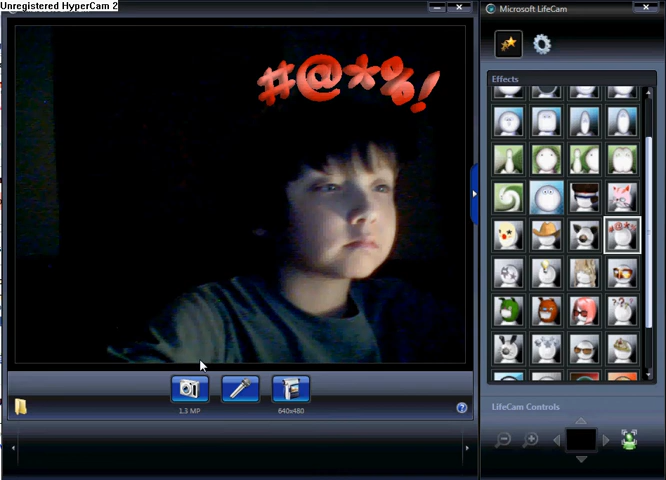 Unregistered HyperCam 2
Microsoft LifeCam
#@*%!
Effects
1.3 MP
640x480
LifeCam Controls